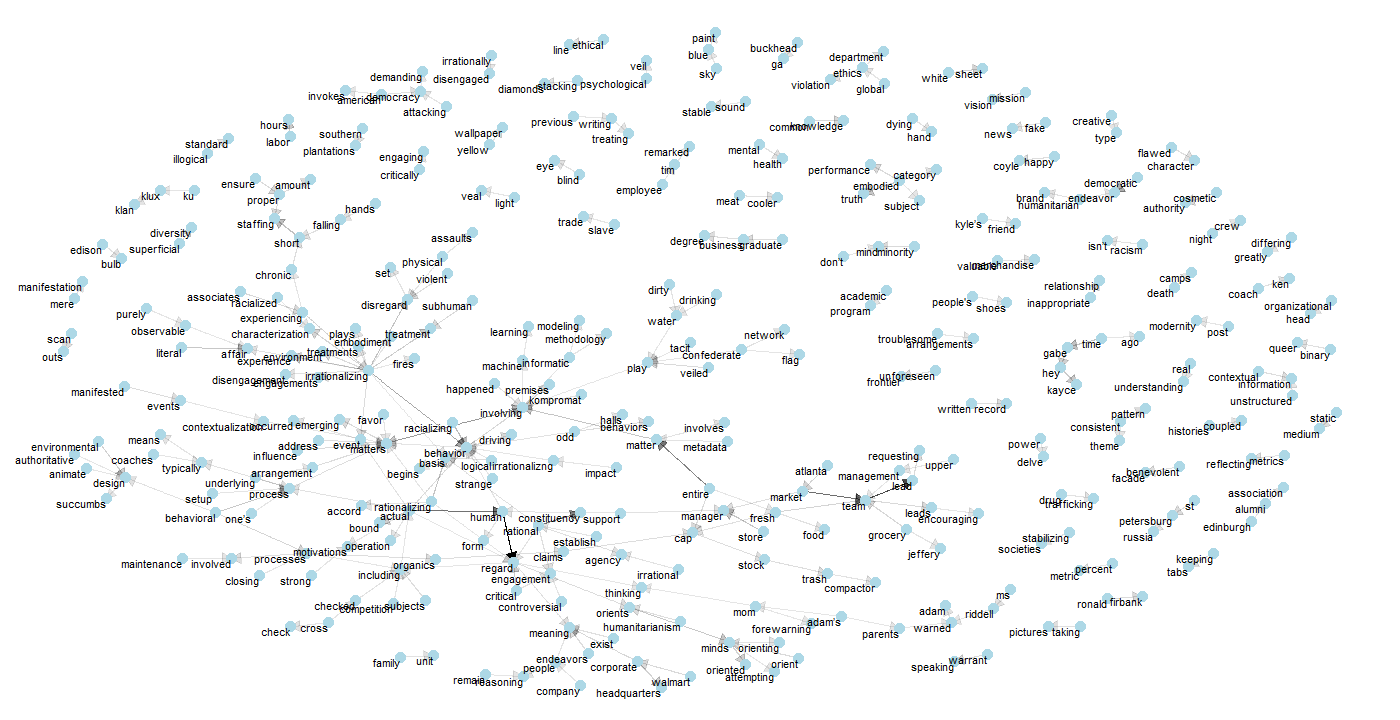 paint
line
ethical
blue
buckhead
irrationally
department
veil
ga
ethics
white
sheet
sky
demanding
disengaged
diamonds
stacking
psychological
violation
global
invokes
american
democracy
vision
mission
attacking
stable
sound
hours
previous
writing
common
knowledge
dying
creative
southern
wallpaper
treating
news
fake
type
labor
hand
standard
plantations
yellow
remarked
mental
flawed
illogical
engaging
eye
health
coyle
happy
character
critically
tim
performance
category
blind
ensure
amount
employee
embodied
democratic
klux
ku
proper
veal
light
meat
cooler
truth
subject
brand
endeavor
cosmetic
humanitarian
authority
klan
staffing
falling
hands
trade
slave
kyle's
friend
crew
diversity
short
assaults
degree
business
graduate
night
edison
superficial
don't
mind
minority
isn't
racism
differing
bulb
physical
valuable
merchandise
greatly
chronic
set
violent
manifestation
dirty
relationship
camps
ken
mere
associates
racialized
disregard
subhuman
drinking
academic
people's
shoes
inappropriate
death
coach
organizational
purely
experiencing
program
head
observable
characterization
plays
treatment
learning
modeling
water
network
modernity
post
scan
embodiment
methodology
troublesome
arrangements
time
ago
outs
literal
affair
treatments
tacit
confederate
gabe
queer
binary
experience
environment
fires
machine
informatic
play
flag
disengagement
engagements
irrationalizing
veiled
unforeseen
hey
real
contextual
frontier
kayce
understanding
information
manifested
happened
premises
kompromat
unstructured
events
written
record
involving
pattern
static
contextualization
occurred
emerging
favor
racializing
halls
behaviors
involves
consistent
histories
coupled
medium
means
address
event
matters
driving
odd
matter
metadata
theme
environmental
influence
behavior
power
authoritative
coaches
basis
logical
irrationalizng
requesting
delve
reflecting
metrics
animate
typically
arrangement
begins
impact
atlanta
management
upper
benevolent
design
underlying
strange
lead
facade
succumbs
setup
process
entire
market
drug
association
behavioral
one's
accord
rationalizing
human
constituency
support
manager
fresh
team
leads
encouraging
trafficking
st
alumni
bound
actual
rational
cap
store
food
grocery
petersburg
edinburgh
operation
form
establish
russia
motivations
claims
agency
jeffery
stabilizing
societies
maintenance
involved
processes
organics
regard
stock
keeping
closing
strong
including
engagement
irrational
trash
metric
percent
tabs
critical
thinking
compactor
checked
competition
subjects
controversial
orients
mom
adam's
adam
riddell
ms
ronald
firbank
check
cross
meaning
humanitarianism
forewarning
parents
warned
pictures
taking
exist
minds
orienting
family
unit
endeavors
people
corporate
oriented
orient
speaking
warrant
remain
reasoning
walmart
attempting
company
headquarters